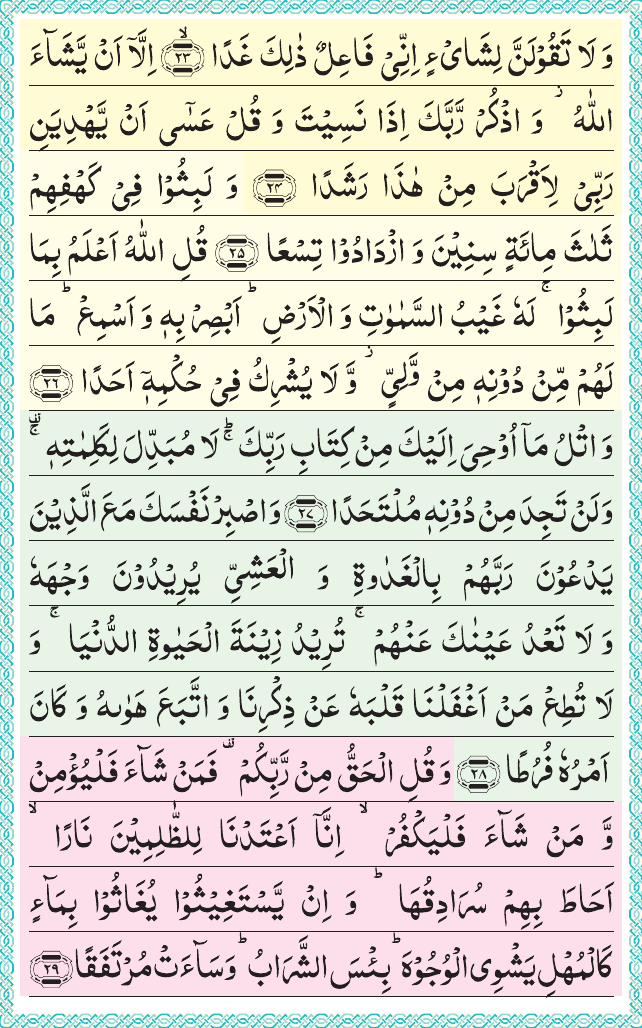 وَ لَا تَقُوْلَنَّ لِشَایْءٍ اِنِّیْ فَاعِلٌ ذٰلِكَ غَدًا ۙ﴿۲۳﴾ اِلَّاۤ اَنْ یَّشَآءَ
اللّٰهُ ؗ وَ اذْكُرْ رَّبَّكَ اِذَا نَسِیْتَ وَ قُلْ عَسٰۤی اَنْ یَّهْدِیَنِ
رَبِّیْ لِاَقْرَبَ مِنْ هٰذَا رَشَدًا ﴿۲۴﴾ وَ لَبِثُوْا فِیْ كَهْفِهِمْ
ثَلٰثَ مِائَةٍ سِنِیْنَ وَ ازْدَادُوْا تِسْعًا ﴿۲۵﴾ قُلِ اللّٰهُ اَعْلَمُ بِمَا
لَبِثُوْا ۚ لَهٗ غَیْبُ السَّمٰوٰتِ وَ الْاَرْضِ ؕ اَبْصِرْ بِهٖ وَ اَسْمِعْ ؕ مَا
لَهُمْ مِّنْ دُوْنِهٖ مِنْ وَّلِیٍّ ؗ وَّ لَا یُشْرِكُ فِیْ حُكْمِهٖۤ اَحَدًا ﴿۲۶﴾
وَ اتْلُ مَاۤ اُوْحِیَ اِلَیْكَ مِنْ كِتَابِ رَبِّكَ ؕۚ لَا مُبَدِّلَ لِكَلِمٰتِهٖ ۚ۫
وَلَنْ تَجِدَ مِنْ دُوْنِهٖ مُلْتَحَدًا ﴿۲۷﴾ وَاصْبِرْ نَفْسَكَ مَعَ الَّذِیْنَ
یَدْعُوْنَ رَبَّهُمْ بِالْغَدٰوةِ وَ الْعَشِیِّ یُرِیْدُوْنَ وَجْهَهٗ
وَ لَا تَعْدُ عَیْنٰكَ عَنْهُمْ ۚ تُرِیْدُ زِیْنَةَ الْحَیٰوةِ الدُّنْیَا ۚ وَ
لَا تُطِعْ مَنْ اَغْفَلْنَا قَلْبَهٗ عَنْ ذِكْرِنَا وَ اتَّبَعَ هَوٰىهُ وَ كَانَ
اَمْرُهٗ فُرُطًا ﴿۲۸﴾ وَ قُلِ الْحَقُّ مِنْ رَّبِّكُمْ ۫ فَمَنْ شَآءَ فَلْیُؤْمِنْ
وَّ مَنْ شَآءَ فَلْیَكْفُرْ ۙ اِنَّاۤ اَعْتَدْنَا لِلظّٰلِمِیْنَ نَارًا ۙ
اَحَاطَ بِهِمْ سُرَادِقُهَا ؕ وَ اِنْ یَّسْتَغِیْثُوْا یُغَاثُوْا بِمَآءٍ
كَالْمُهْلِ یَشْوِی الْوُجُوْهَ ؕ بِئْسَ الشَّرَابُ ؕ وَسَآءَتْ مُرْتَفَقًا ﴿۲۹﴾